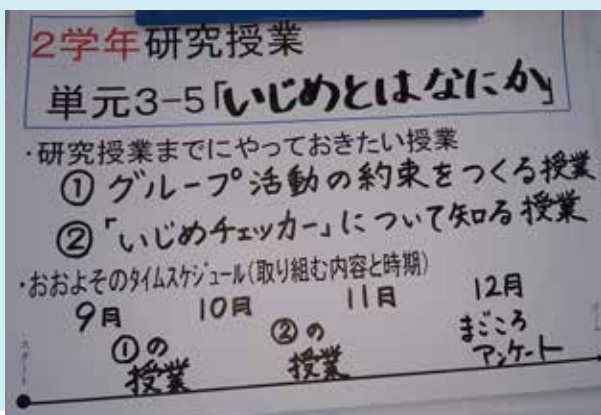 2学年研究授業
単元3-5「いじめとはなにか」
・研究授業までにやっておきたい授業
① グループ活動の約束をつくる授業
②「いじめチェッカー」について知る授業
・おおよそのタイムスケジュール(取り組む内容と時期)
9月 10月 11月 12月
①の ②の まごころ
授業 授業 アンケート
スタート